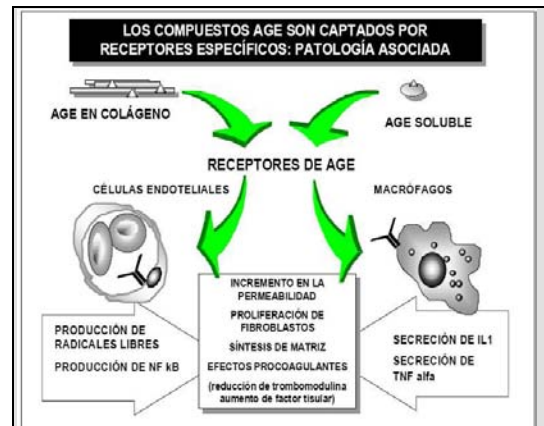 LOS COMPUESTOS AGE SON CAPTADOS POR
RECEPTORES ESPECÍFICOS: PATOLOGÍA ASOCIADA
AGE EN COLÁGENO
AGE SOLUBLE
RECEPTORES DE AGE
CÉLULAS ENDOTELIALES
MACRÓFAGOS
INCREMENTO EN LA
PERMEABILIDAD
PROLIFERACIÓN DE
FIBROBLASTOS
SÍNTESIS DE MATRIZ
EFECTOS PROCOAGULANTES
(reducción de trombomodulina
aumento de factor tisular)
PRODUCCIÓN DE
RADICALES LIBRES
PRODUCCIÓN DE NF kB
SECRECIÓN DE IL1
SECRECIÓN DE
TNF alfa